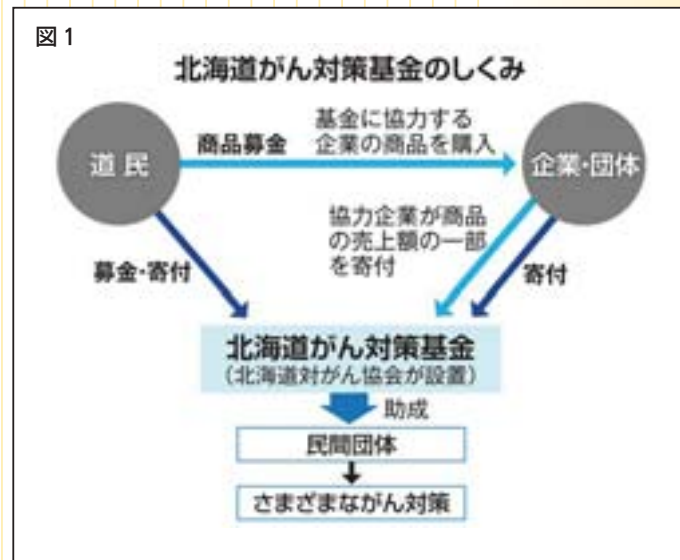 図1
北海道がん対策基金のしくみ
道民
商品募金
基金に協力する
企業の商品を購入
企業・団体
協力企業が商品
の売上額の一部
を寄付
募金・寄付
寄付
北海道がん対策基金
（北海道対がん協会が設置）
助成
民間団体
さまざまながん対策